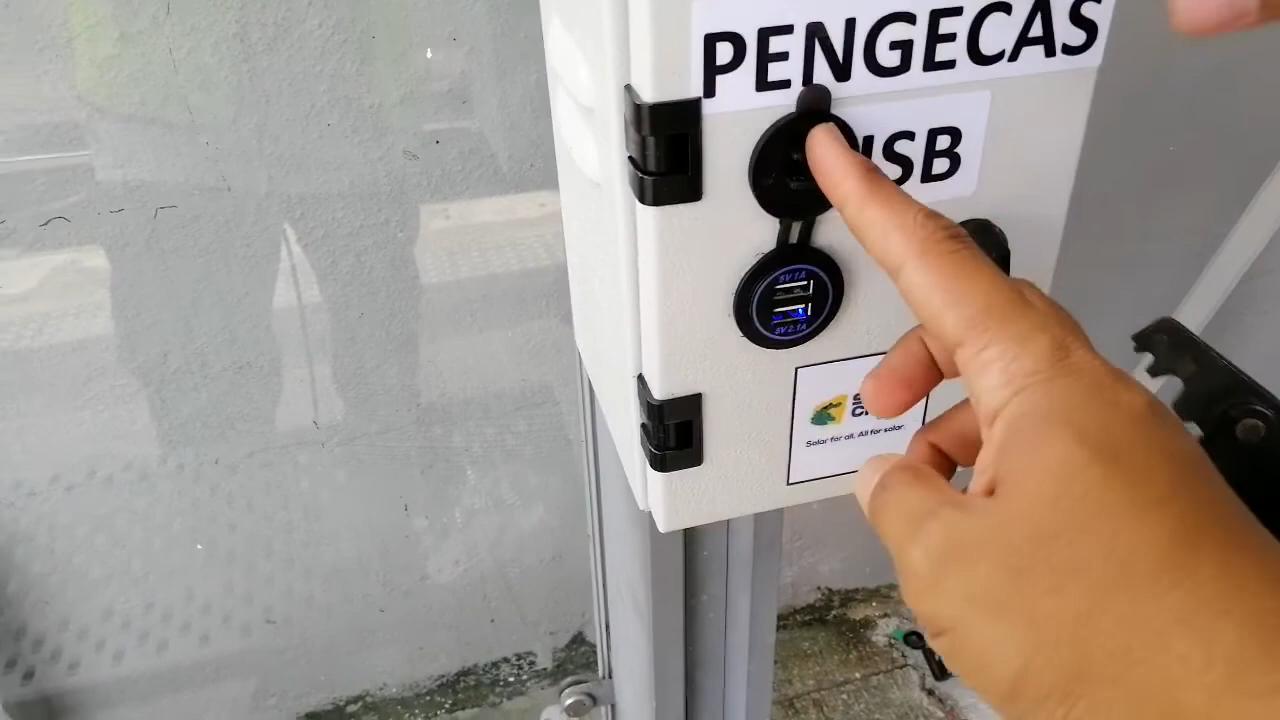 PENGECAS
USB
5V 1A
5V 2.1A
Solar for all. All for solar.